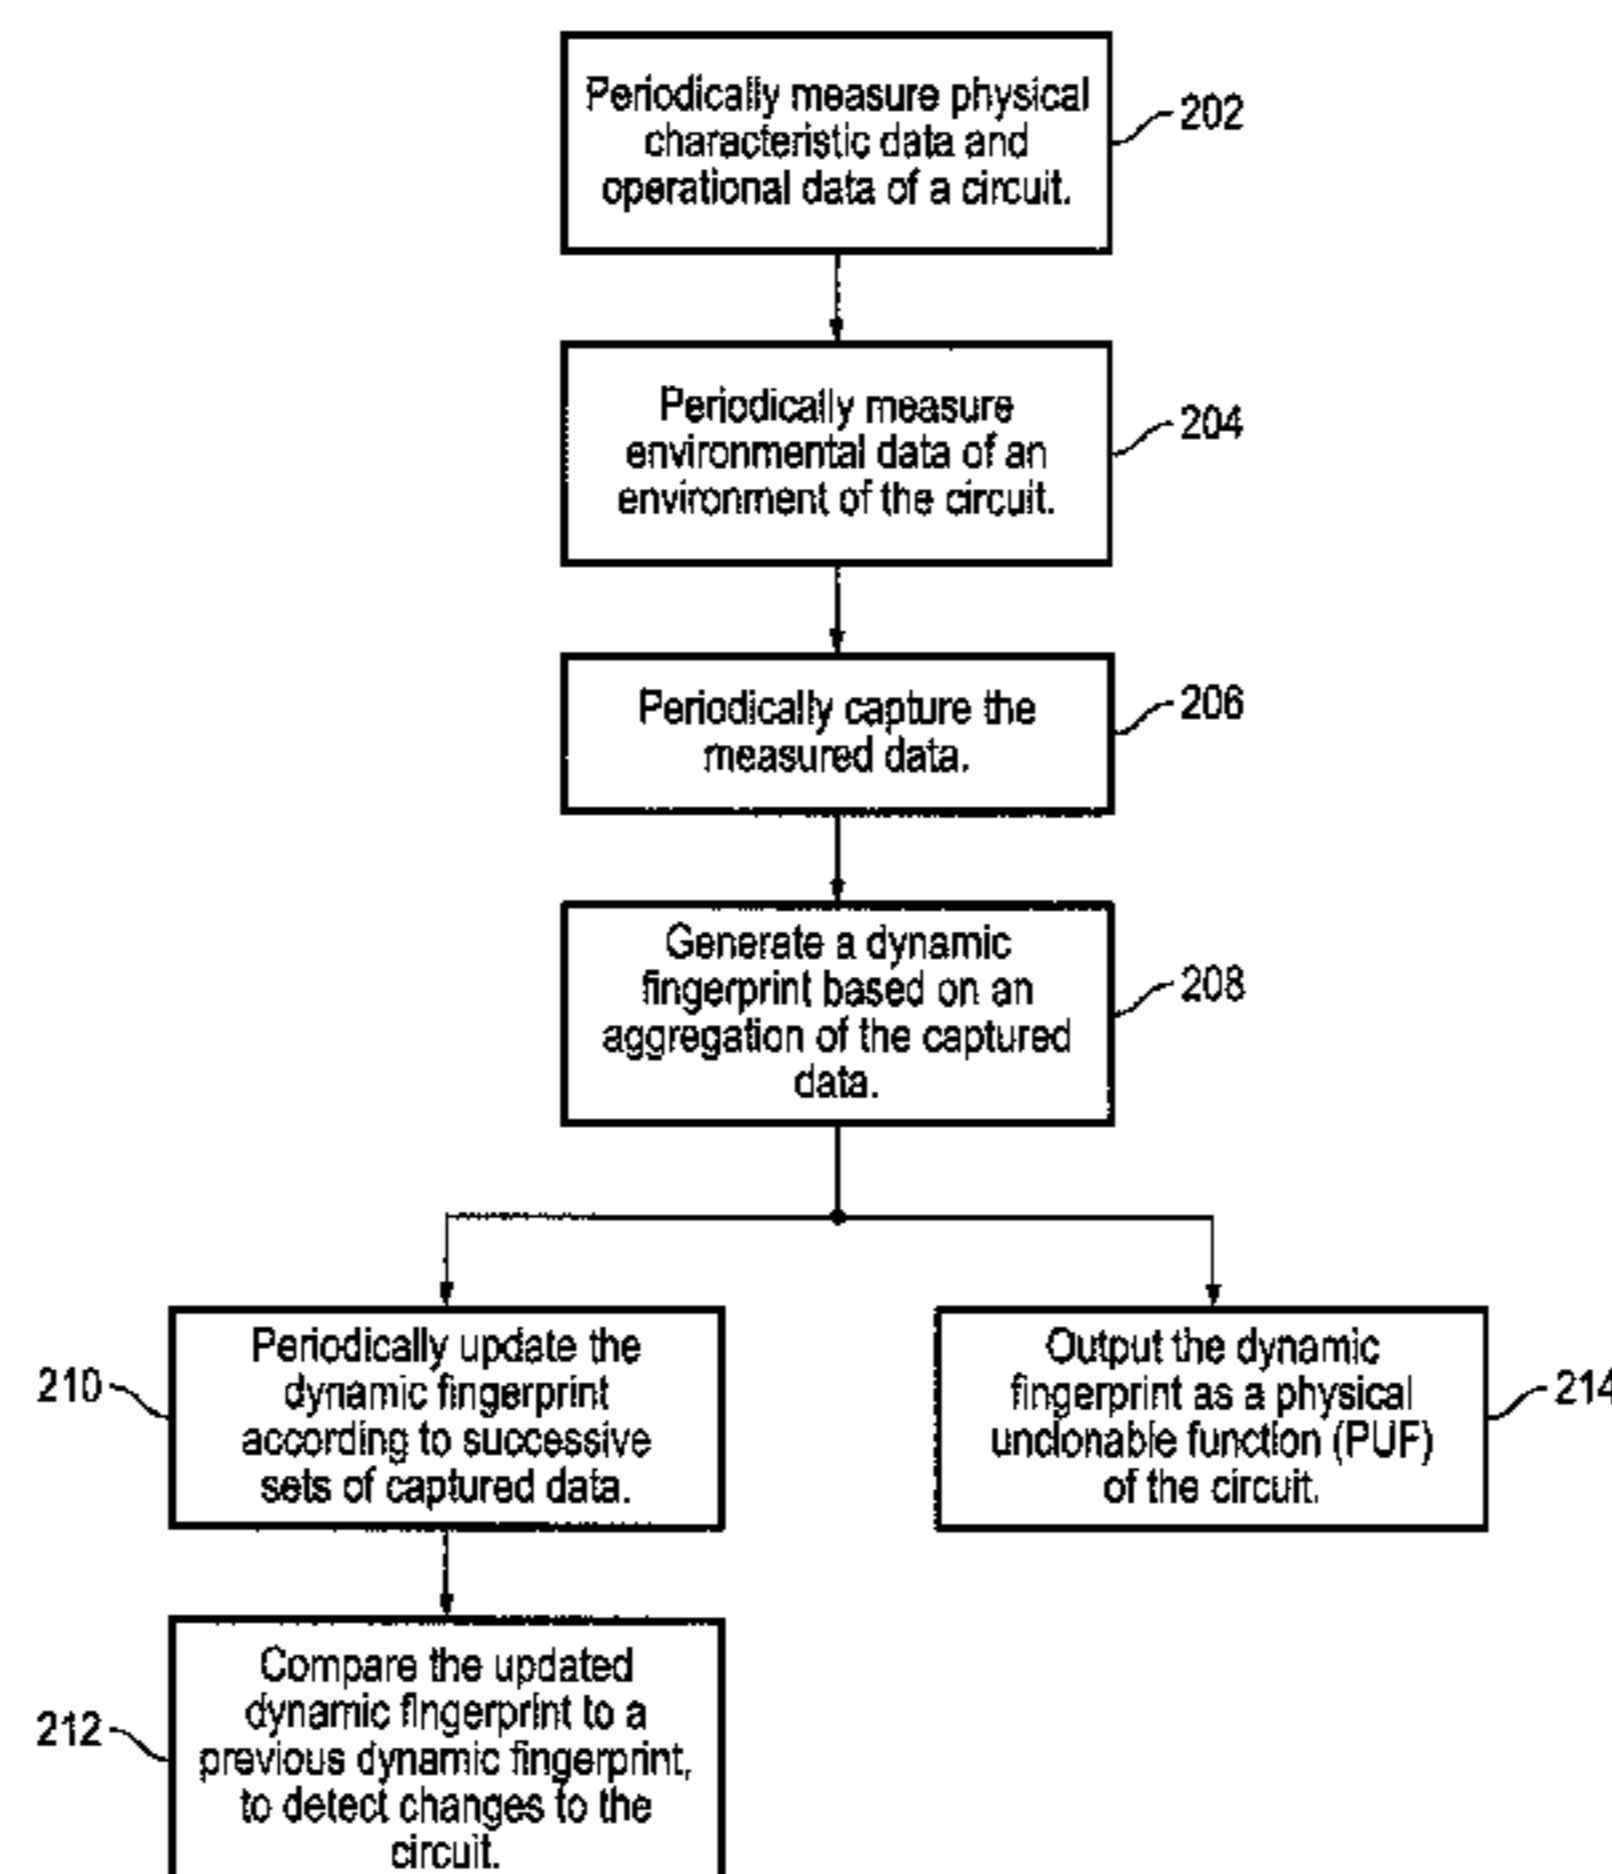 Periodically measure physical
characteristic data and
operational data of a circuit.
202
Periodically measure
environmental data of an
environment of the circuit.
204
Periodically capture the
measured data.
206
Generate a dynamic
fingerprint based on an
aggregation of the captured
data.
208
210
Periodically update the
dynamic fingerprint
according to successive
sets of captured data.
Output the dynamic
fingerprint as a physical
unclonable function (PUF)
of the circuit.
214
212
Compare the updated
dynamic fingerprint to a
previous dynamic fingerprint,
to detect changes to the
circuit.